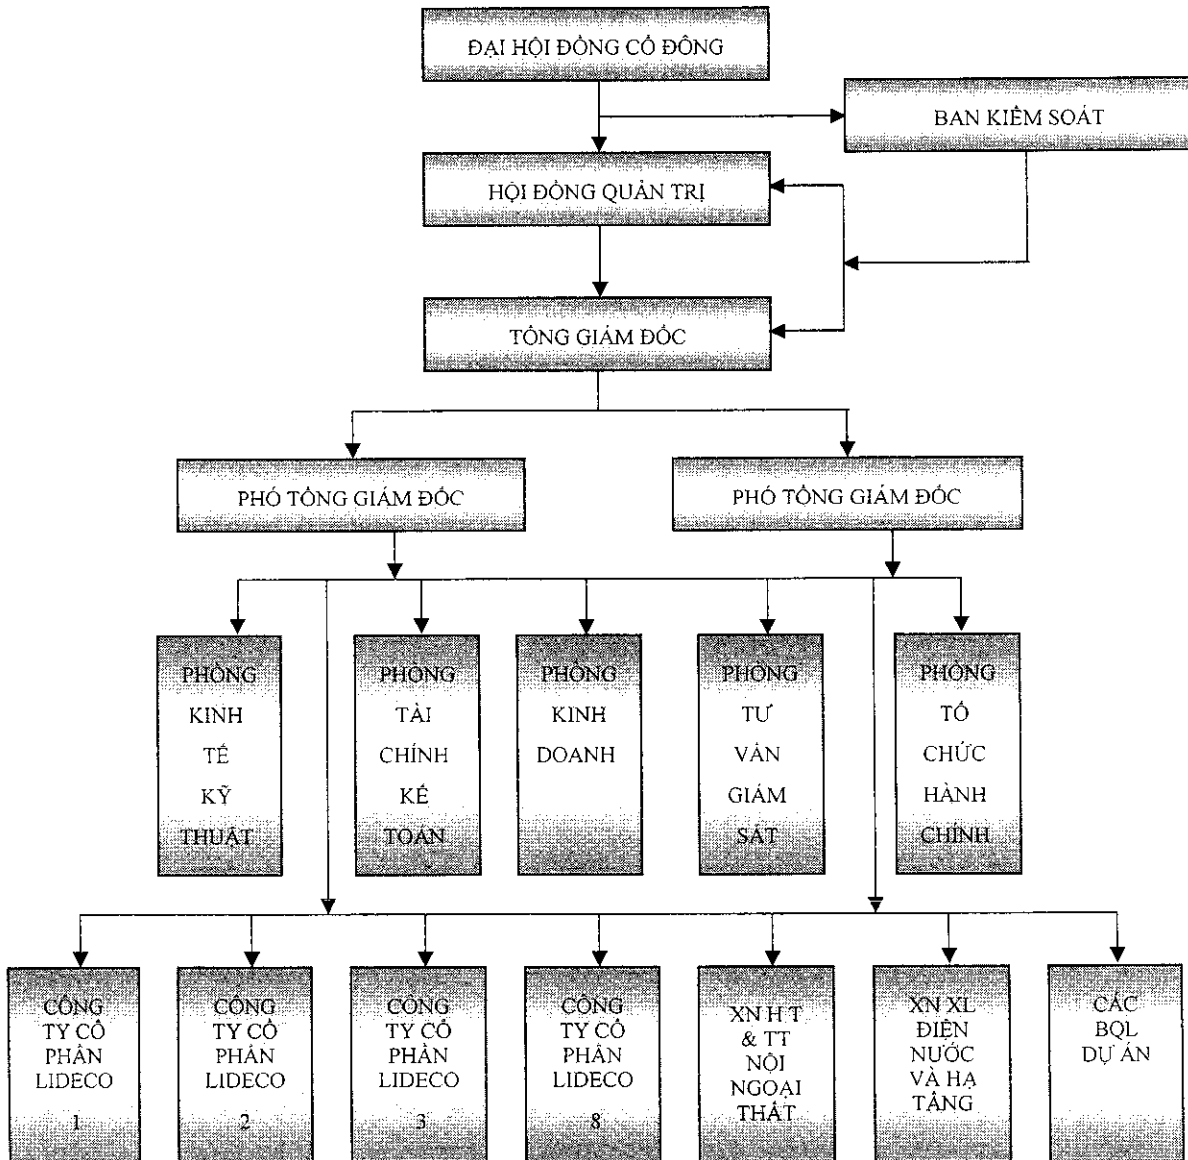 ĐẠI HỘI ĐỒNG CỔ ĐÔNG
BAN KIỂM SOÁT
HỘI ĐỒNG QUẢN TRỊ
TỔNG GIÁM ĐỐC
PHÓ TỔNG GIÁM ĐỐC
PHÓ TỔNG GIÁM ĐỐC
PHÒNG
KINH
TẾ
KỸ
THUẬT
PHÒNG
TÀI
CHÍNH
KẾ
TOÁN
PHÒNG
KINH
DOANH
PHÒNG
TƯ
VẤN
GIÁM
SÁT
PHÒNG
TỔ
CHỨC
HÀNH
CHÍNH
CÔNG
TY CỔ
PHẦN
LIDECO
1
CÔNG
TY CỔ
PHẦN
LIDECO
2
CÔNG
TY CỔ
PHẦN
LIDECO
3
CÔNG
TY CỔ
PHẦN
LIDECO
8
XN H T
& TT
NỘI
NGOẠI
THẤT
XN XL
ĐIỆN
NƯỚC
VÀ HẠ
TẦNG
CÁC
BQL
DỰ ÁN